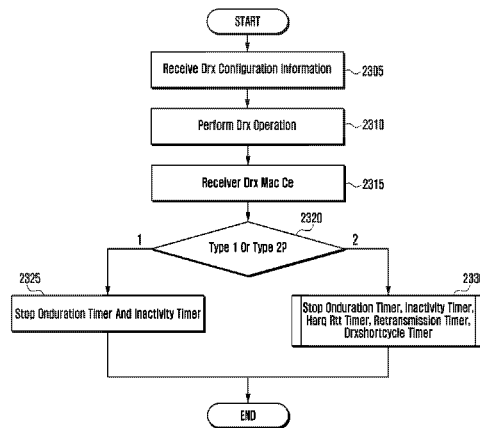 START
Receive Drx Configuration Information
2305
Perform Drx Operation
2310
Receiver Drx Mac Ce
2315
2320
Type 1 Or Type 2?
1
2
2325
Stop Onduration Timer And Inactivity Timer
2330
Stop Onduration Timer, Inactivity Timer,
Harq Rtt Timer, Retransmission Timer,
Drxshortcycle Timer
END